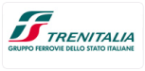 TRENITALIA
GRUPPO FERROVIE DELLO STATO ITALIANE